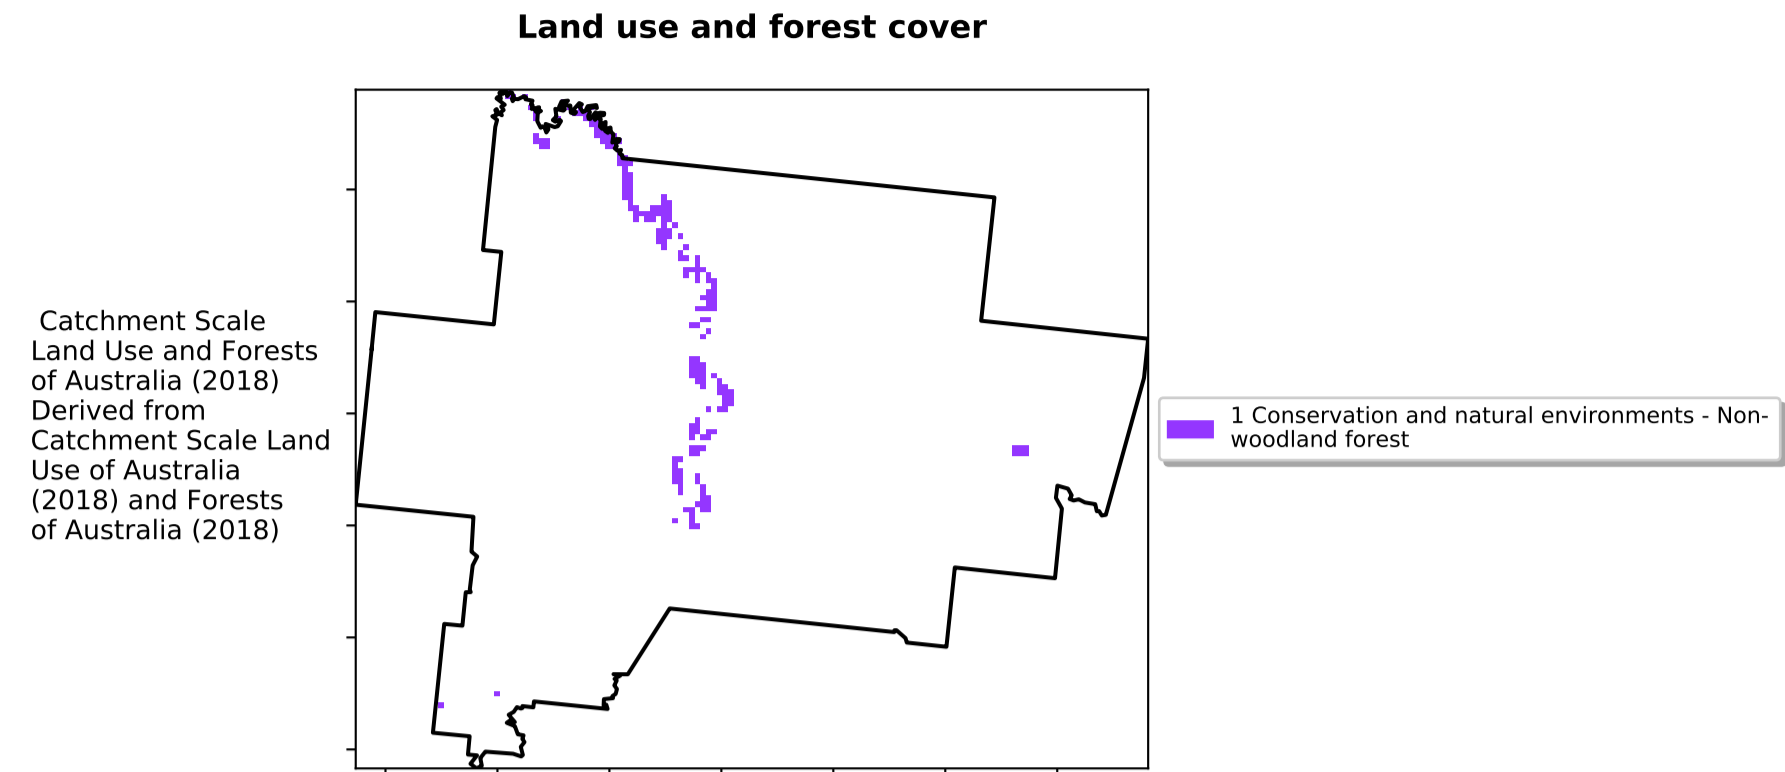 Land use and forest cover
Catchment Scale
Land Use and Forests
of Australia (2018)
Derived from
Catchment Scale Land
Use of Australia
(2018) and Forests
of Australia (2018)
1 Conservation and natural environments - Non-
woodland forest